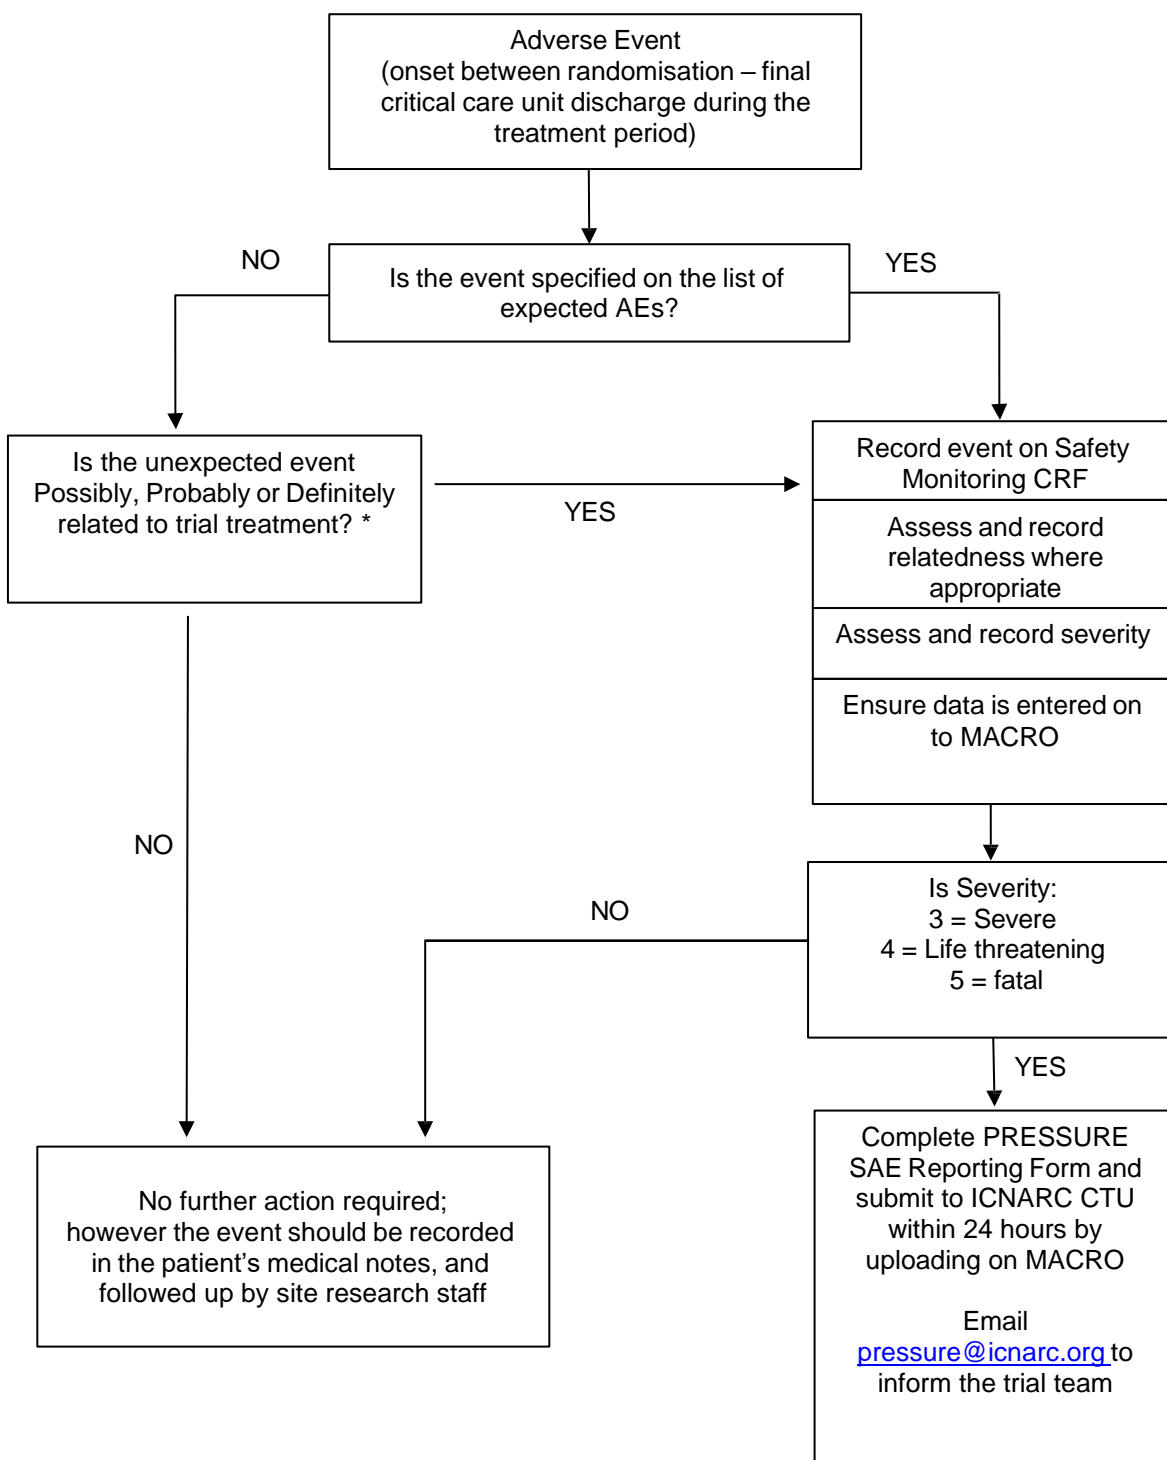 Adverse Event
(onset between randomisation – final
critical care unit discharge during the
treatment period)
NO
YES
Is the event specified on the list of
expected AEs?
Is the unexpected event
Possibly, Probably or Definitely
related to trial treatment? *
YES
Record event on Safety
Monitoring CRF
Assess and record
relatedness where
appropriate
Assess and record severity
Ensure data is entered on
to MACRO
NO
NO
Is Severity:
3 = Severe
4 = Life threatening
5 = fatal
YES
No further action required;
however the event should be recorded
in the patient’s medical notes, and
followed up by site research staff
Complete PRESSURE
SAE Reporting Form and
submit to ICNARC CTU
within 24 hours by
uploading on MACRO
Email
pressure@icnarc.org to
inform the trial team